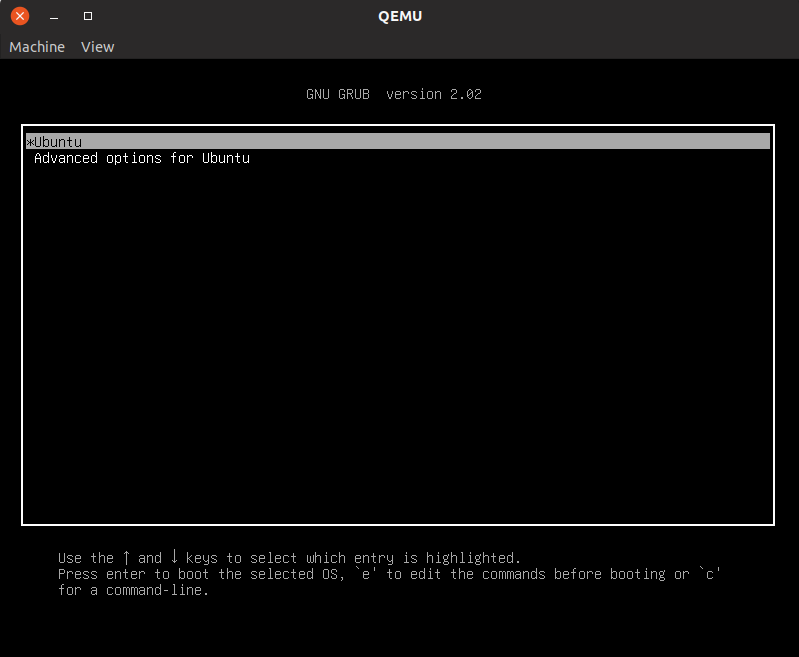 QEMU
Machine View
GNU GRUB version 2.02
*Ubuntu
Advanced options for Ubuntu
Use the ↑ and ↓ keys to select which entry is highlighted.
Press enter to boot the selected OS, `e' to edit the commands before booting or `c'
for a command-line.